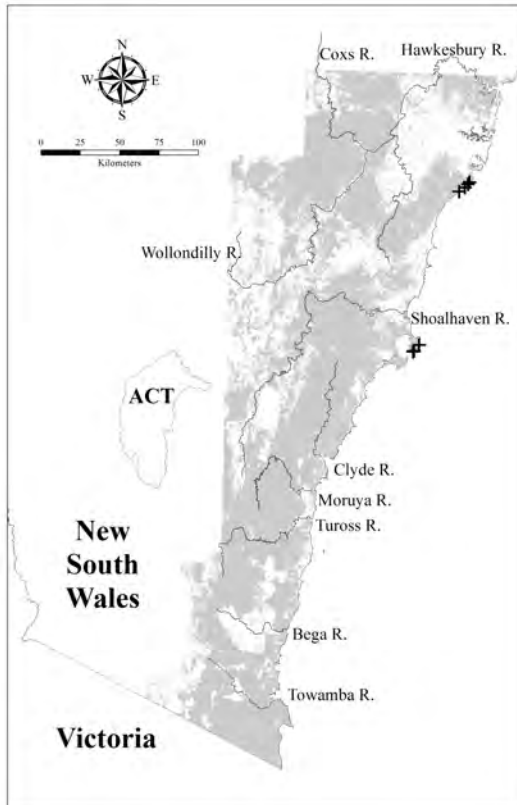 Coxs R.
Hawkesbury R.
N
W
E
S
0 25 50 75 100
Kilometers
Wollondilly R.
Shoalhaven R.
ACT
Clyde R.
Moruya R.
Tuross R.
New
South
Wales
Bega R.
Towamba R.
Victoria